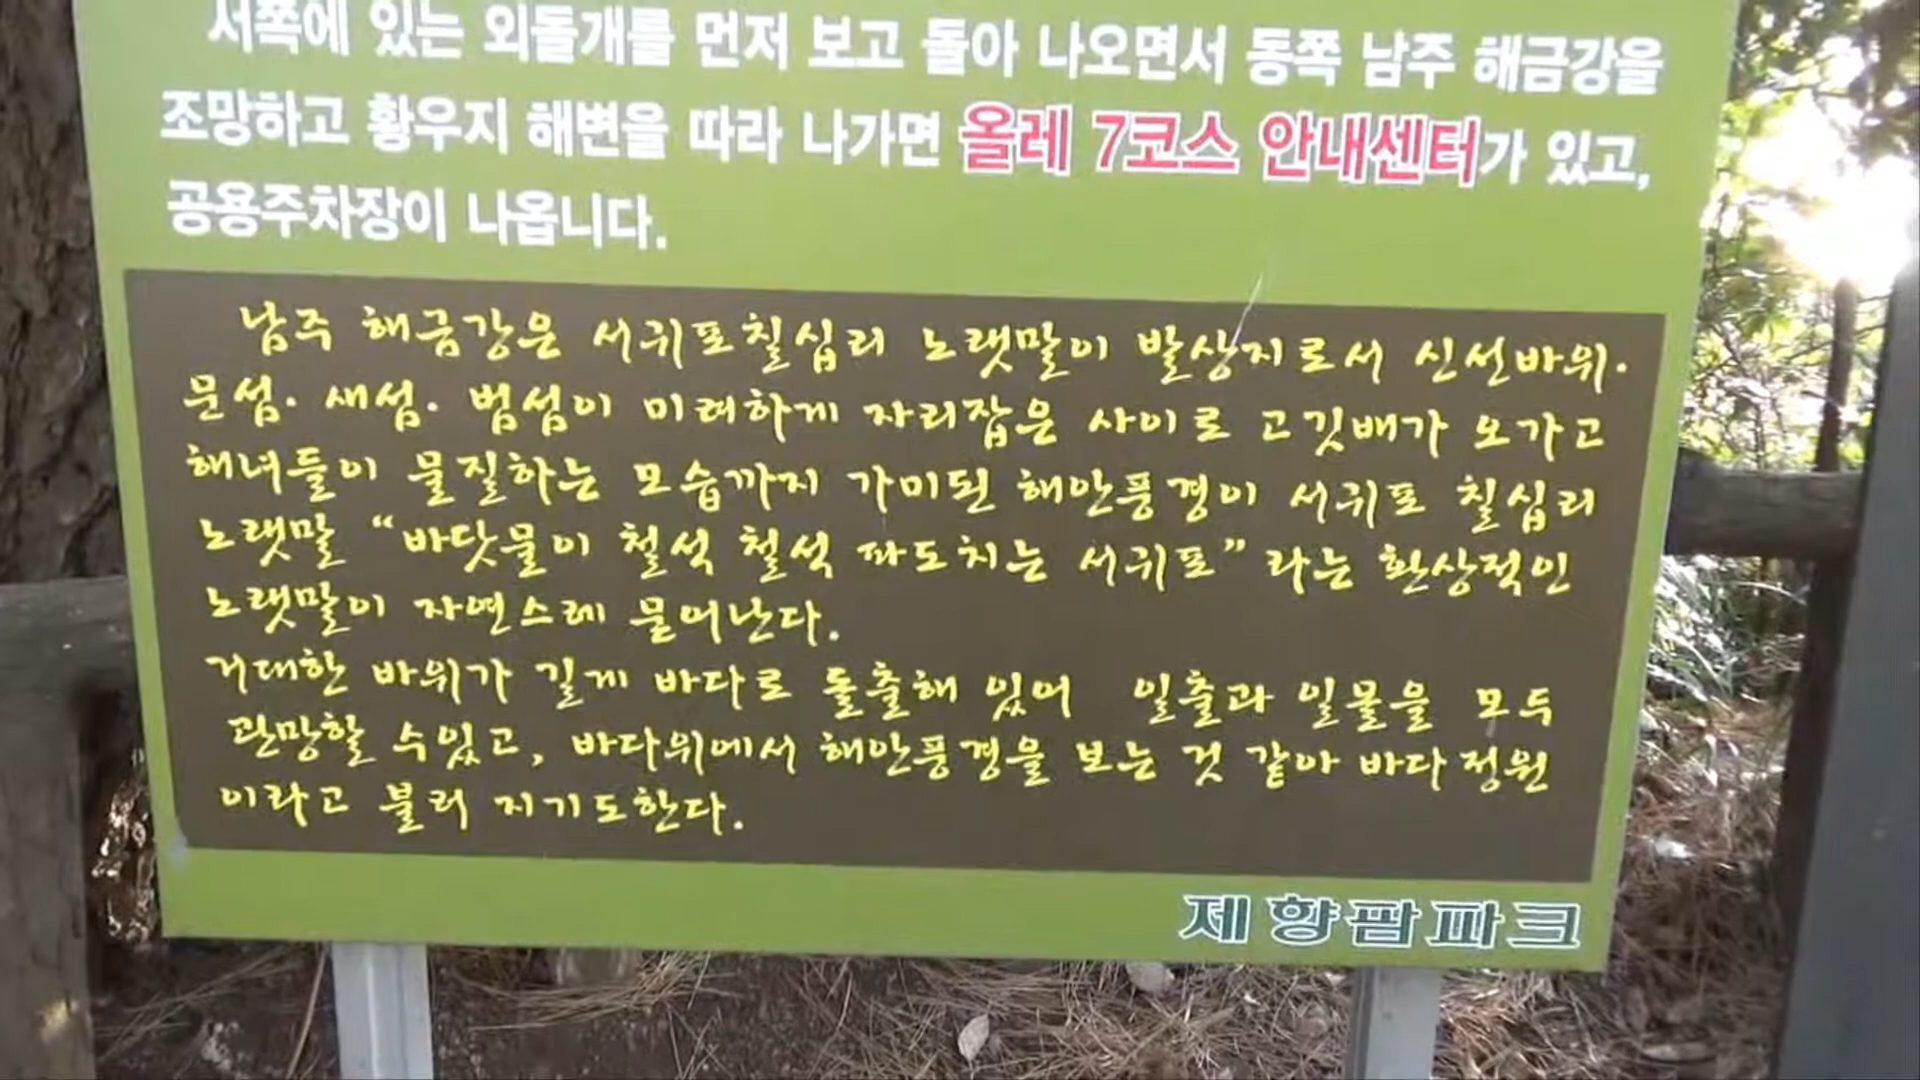 서쪽에 있는 외돌개를 먼저 보고 돌아 나오면서 동쪽 남주 해금강을
조망하고 황우지 해변을 따라 나가면 올레 7코스 안내센터가 있고,
공용주차장이 나옵니다.
남주 해금강은 서귀포칠십리 노랫말이 발상지로서 신선바위·
문섬· 새섬· 범섬이 미려하게 자리잡은 사이로 고깃배가 오가고
해녀들이 물질하는 모습까지 가미된 해안풍경이 서귀포 칠십리
노랫말 "바닷물이 철석 철석 파도치는 서귀포" 라는 환상적인
노랫말이 자연스레 묻어난다.
거대한 바위가 길게 바다로 돌출해 있어 일출과 일몰을 모두
관망할 수있고, 바다위에서 해안풍경을 보는 것 같아 바다정원
이라고 불러 지기도한다.
제향팜파크